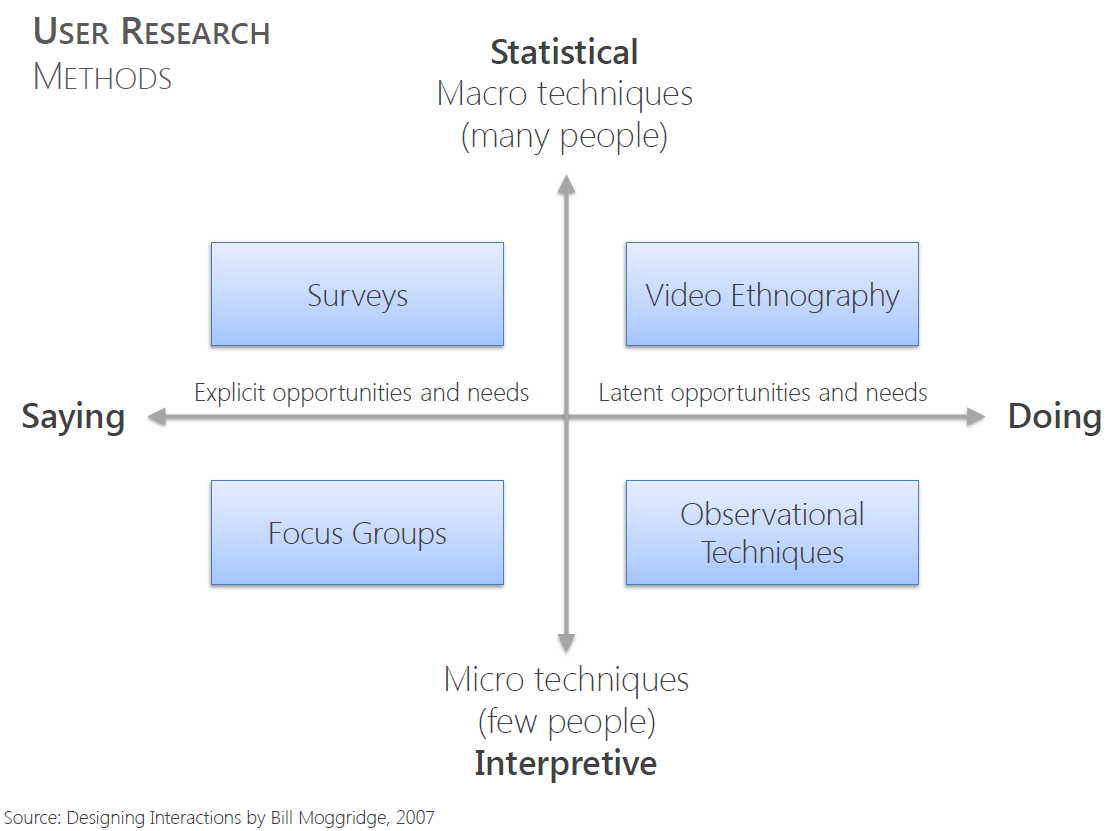 USER RESEARCH
METHODS
Statistical
Macro techniques
(many people)
Surveys
Video Ethnography
Explicit opportunities and needs
Latent opportunities and needs
Saying
Doing
Focus Groups
Observational
Techniques
Micro techniques
(few people)
Interpretive
Source: Designing Interactions by Bill Moggridge, 2007